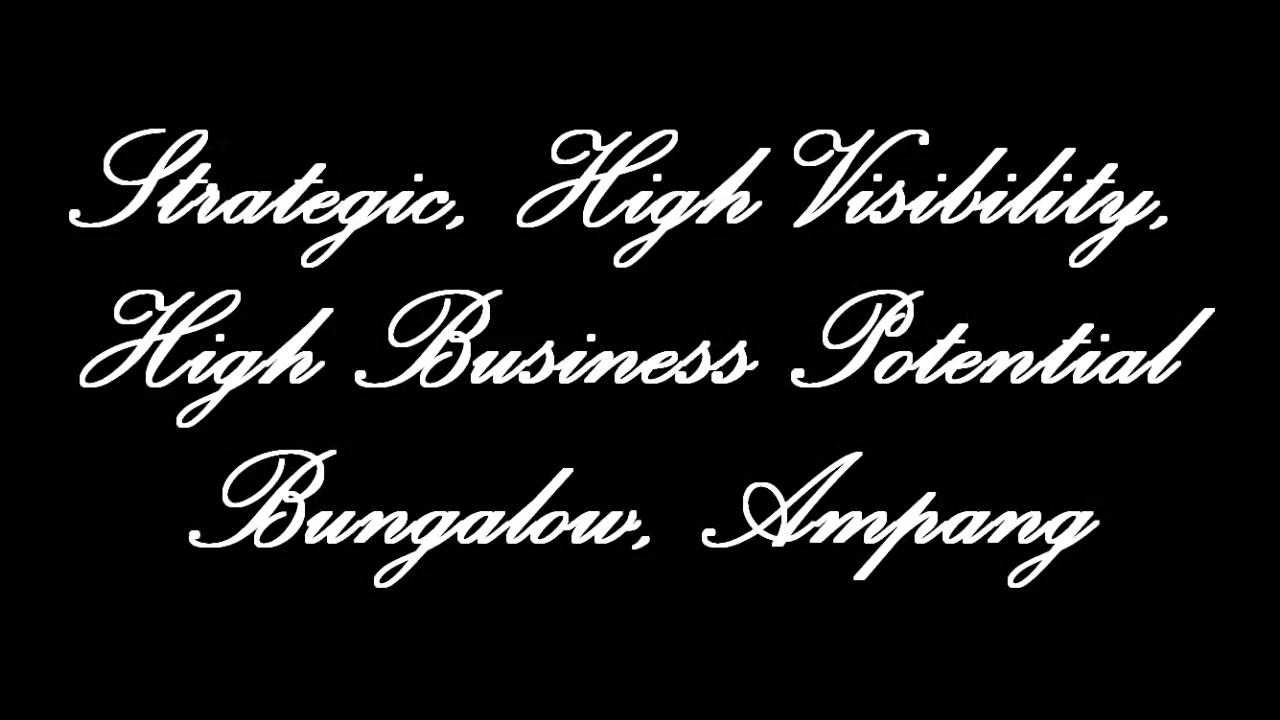 Strategic, High Visibility,
High Business Potential
Bungalow, Ampang